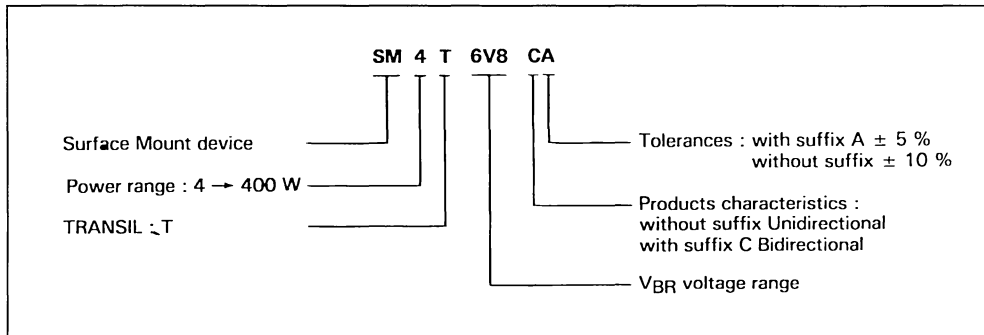 SM 4 T 6V8 CA
Surface Mount device
Power range : 4 → 400 W
TRANSIL : T
Tolerances : with suffix A ± 5 %
without suffix ± 10 %
Products characteristics :
without suffix Unidirectional
with suffix C Bidirectional
VBR voltage range